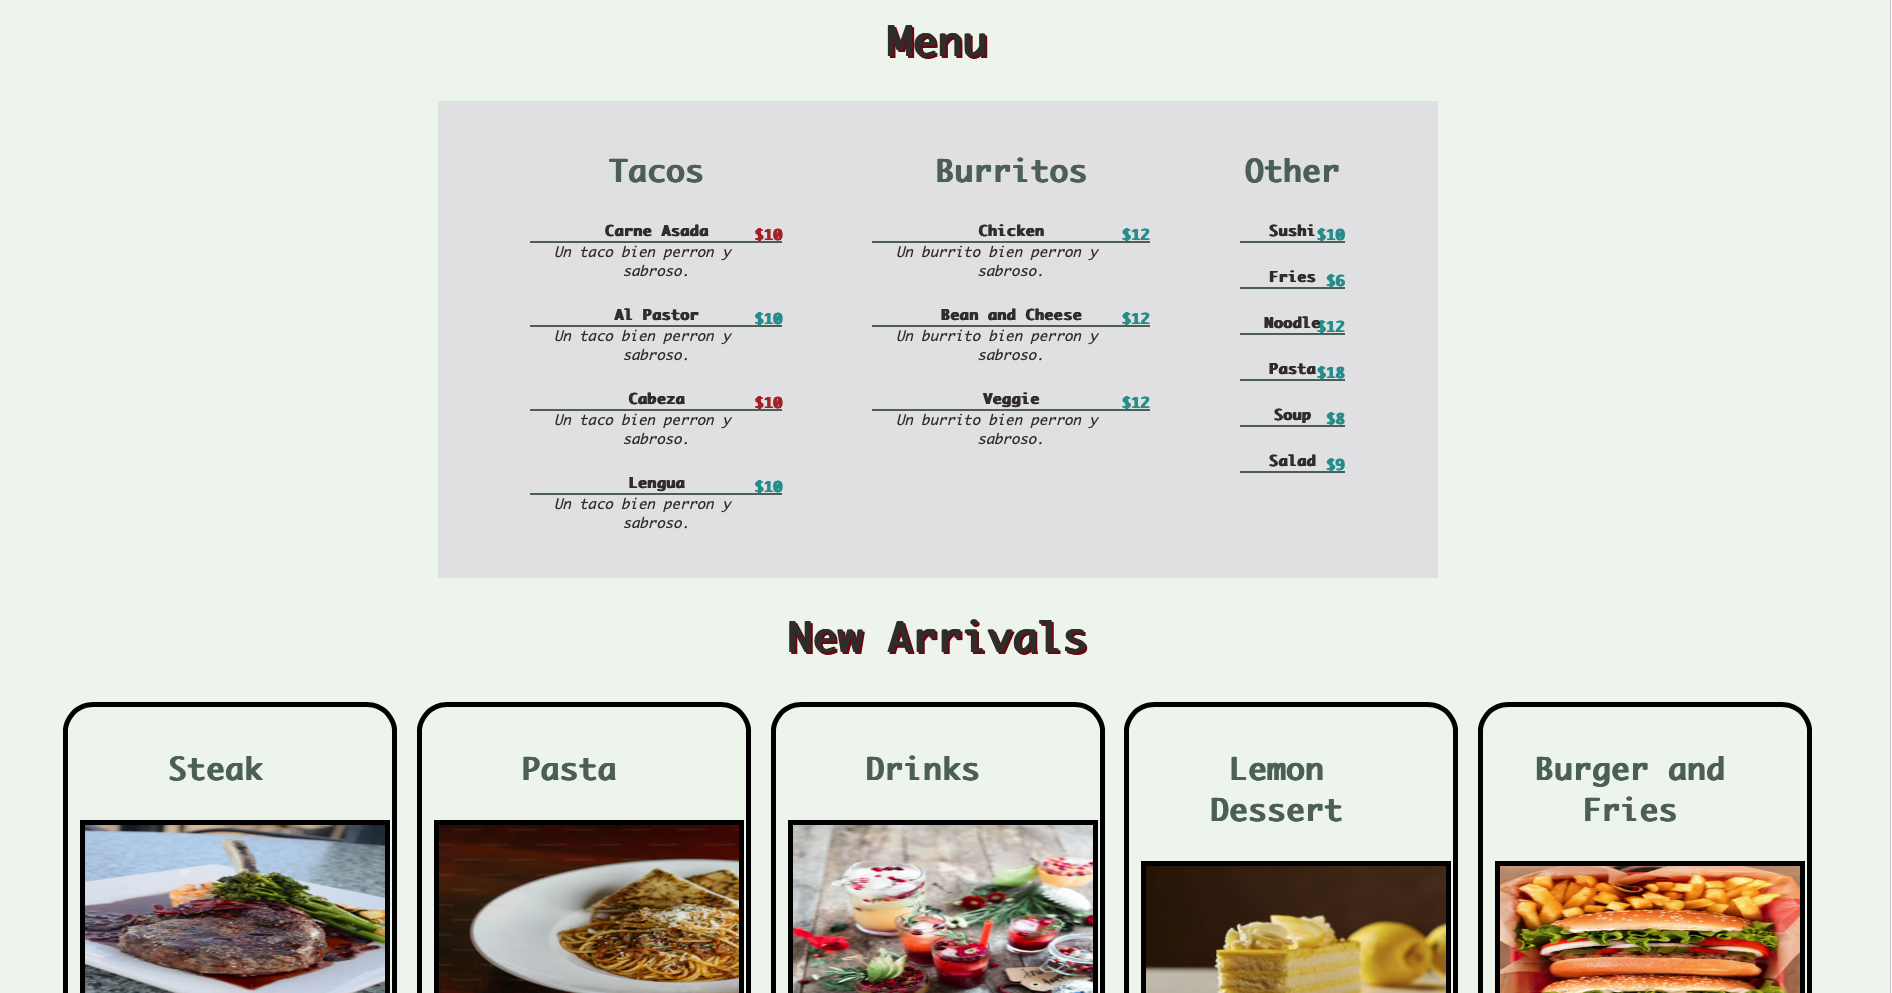 Menu
Tacos
Carne Asada $10
Un taco bien perron y
sabroso.
Al Pastor $10
Un taco bien perron y
sabroso.
Cabeza $10
Un taco bien perron y
sabroso.
Lengua $10
Un taco bien perron y
sabroso.
Burritos
Chicken $12
Un burrito bien perron y
sabroso.
Bean and Cheese $12
Un burrito bien perron y
sabroso.
Veggie $12
Un burrito bien perron y
sabroso.
Other
Sushi $10
Fries $6
Noodle $12
Pasta $18
Soup $8
Salad $9
New Arrivals
Steak
Pasta
Drinks
Lemon
Dessert
Burger and
Fries